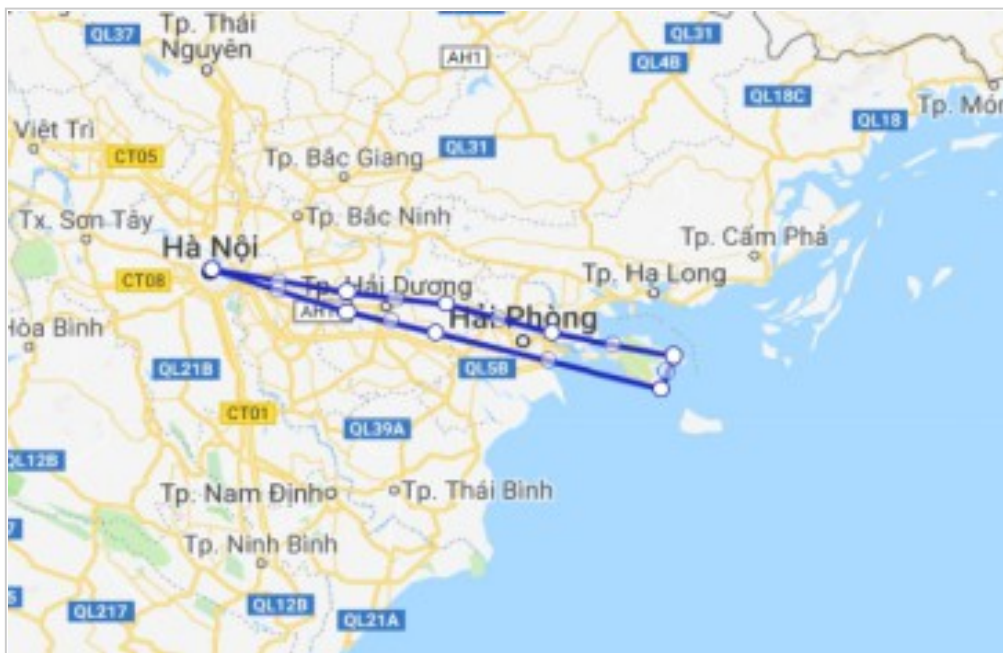 QL37
Tp. Thái
Nguyên
AH1
QL31
QL4B
QL18C
QL18
Tp. Món
Việt Trì
CT05
Tp. Bắc Giang
QL31
Tx. Sơn Tây
Tp. Bắc Ninh
Hà Nội
Tp. Cẩm Phả
CT08
Tp. Hải Dương
Tp. Hạ Long
AH1
Hải Phòng
Hòa Bình
QL21B
QL5B
CT01
QL39A
QL12B
Tp. Nam Định
Tp. Thái Bình
Tp. Ninh Bình
QL217
QL12B
QL21A